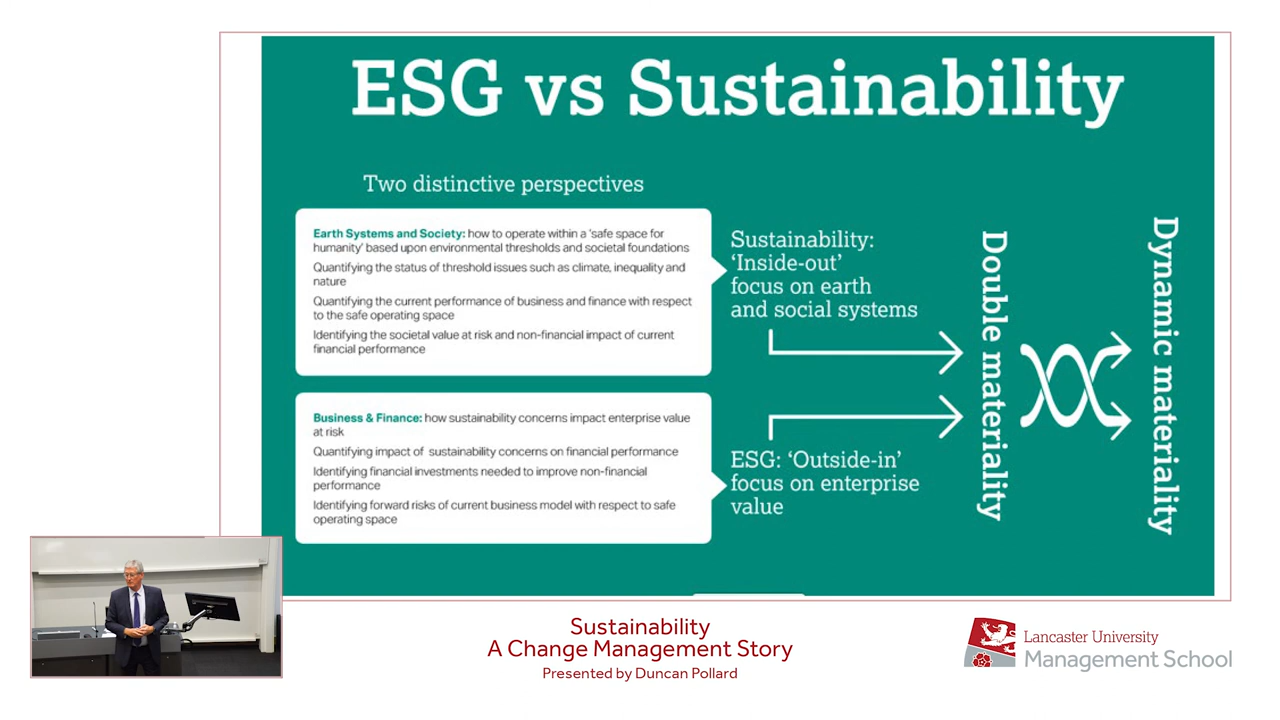 ESG vs Sustainability
Two distinctive perspectives
Earth Systems and Society: how to operate within a 'safe space for
humanity' based upon environmental thresholds and societal foundations
Quantifying the status of threshold issues such as climate, inequality and
nature
Quantifying the current performance of business and finance with respect
to the safe operating space
Identifying the societal value at risk and non-financial impact of current
financial performance
Sustainability:
'Inside-out'
focus on earth
and social systems
Business & Finance: how sustainability concerns impact enterprise value
at risk
Quantifying impact of sustainability concerns on financial performance
Identifying financial investments needed to improve non-financial
performance
Identifying forward risks of current business model with respect to safe
operating space
ESG: 'Outside-in'
focus on enterprise
value
Double materiality
Dynamic materiality
Sustainability
A Change Management Story
Presented by Duncan Pollard
Lancaster University
Management School